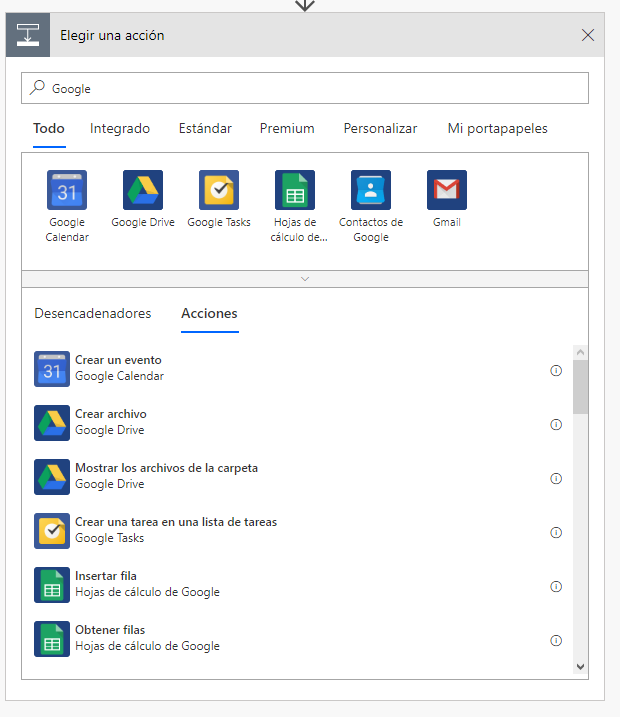 Elegir una acción
Google
Todo Integrado Estándar Premium Personalizar Mi portapapeles
31
Google Calendar
Google Drive
Google Tasks
Hojas de cálculo de...
Contactos de Google
Gmail
Desencadenadores Acciones
31
Crear un evento
Google Calendar
Crear archivo
Google Drive
Mostrar los archivos de la carpeta
Google Drive
Crear una tarea en una lista de tareas
Google Tasks
Insertar fila
Hojas de cálculo de Google
Obtener filas
Hojas de cálculo de Google